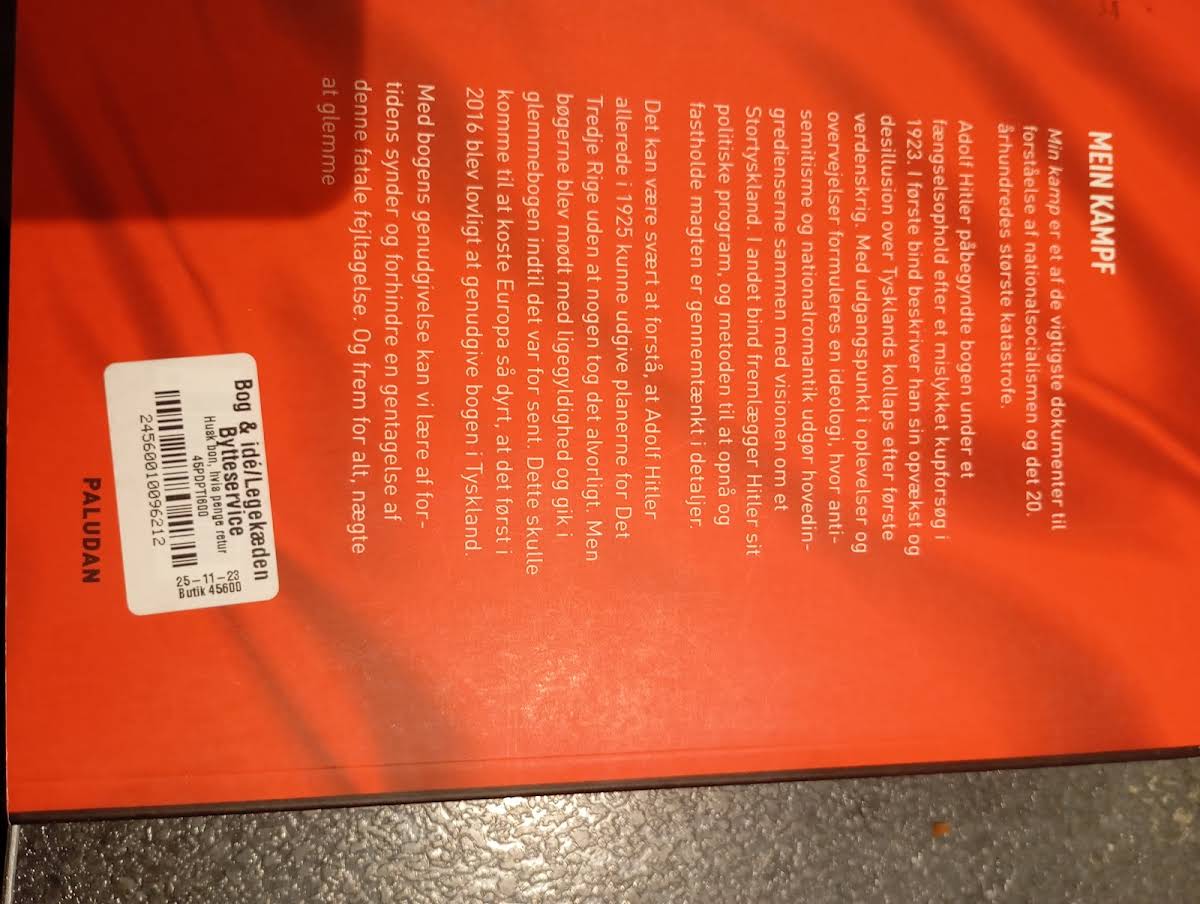 MEIN KAMPF
Min kamp er et af de vigtigste dokumenter til
forståelse af nationalsocialismen og det 20.
århundredes største katastrofe.
Adolf Hitler påbegyndte bogen under et
fængselsophold efter et mislykket kupforsøg i
1923. I første bind beskriver han sin opvækst og
desillusion over Tysklands kollaps efter første
verdenskrig. Med udgangspunkt i oplevelser og
overvejelser formuleres en ideologi, hvor anti-
semitisme og nationalromantik udgør hovedin-
gredienserne sammen med visionen om et
Stortyskland. I andet bind fremlægger Hitler sit
politiske program, og metoden til at opnå og
fastholde magten er gennemtænkt i detaljer.
Det kan være svært at forstå, at Adolf Hitler
allerede i 1925 kunne udgive planerne for Det
Tredje Rige uden at nogen tog det alvorligt. Men
bøgerne blev mødt med ligegyldighed og gik i
glemmebogen indtil det var for sent. Dette skulle
komme til at koste Europa så dyrt, at det først i
2016 blev lovligt at genudgive bogen i Tyskland.
Med bogens genudgivelse kan vi lære af for-
tidens synder og forhindre en gentagelse af
denne fatale fejltagelse. Og frem for alt, nægte
at glemme
Bog & idé/Legekæden
Bytteservice
Husk bon, hvis penge retur
45PDPT1600
24560010096212
25-11-23
Butik 45600
PALUDAN